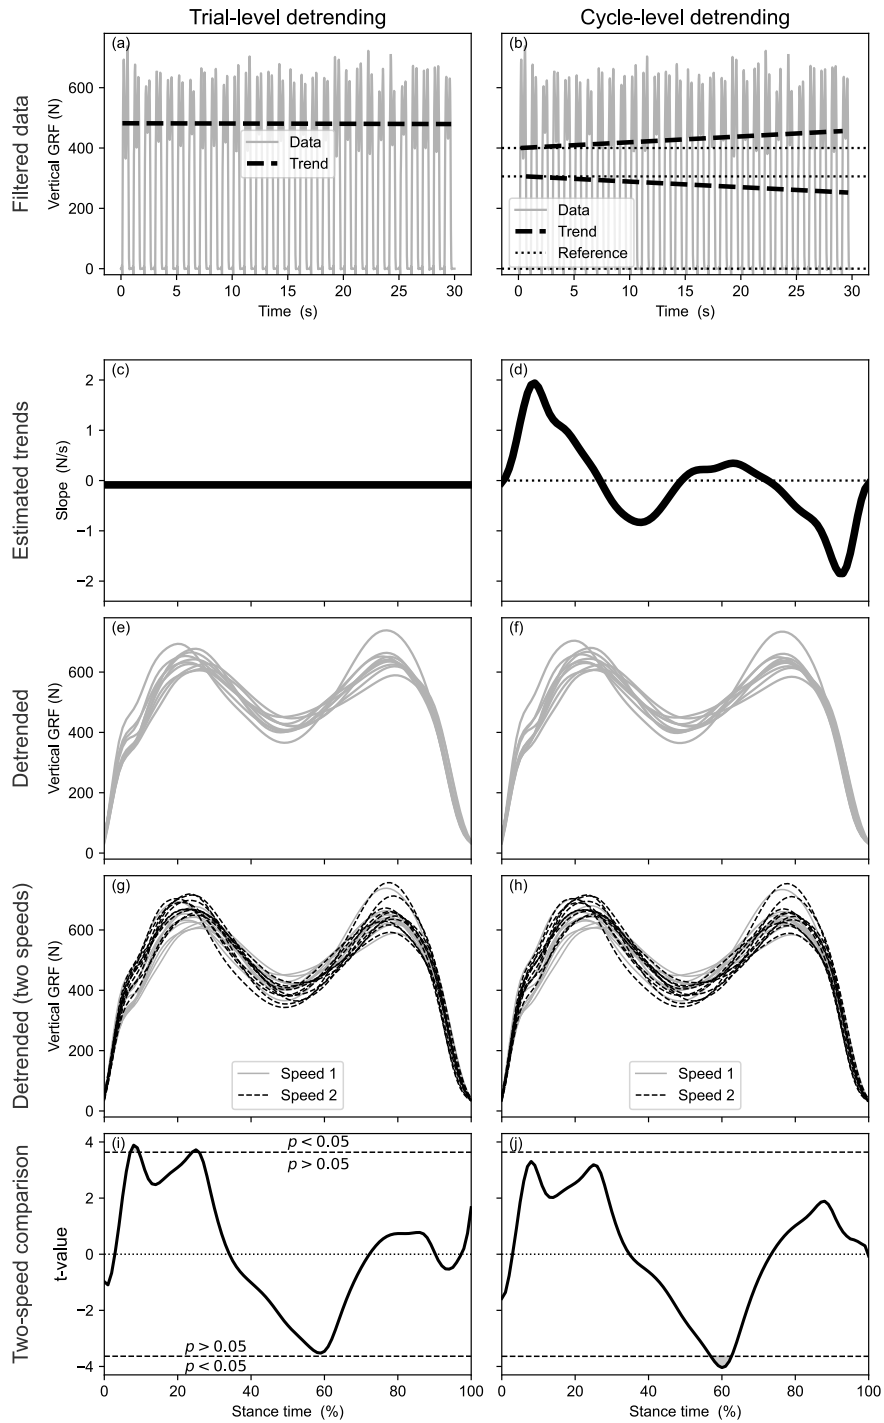 Trial-level detrending
Cycle-level detrending
Filtered data
Vertical GRF (N)
(a)
600
400
200
0
Data
Trend
0 5 10 15 20 25 30
Time (s)
(b)
Data
Trend
Reference
0 5 10 15 20 25 30
Time (s)
Estimated trends
Slope (N/s)
(c)
2
1
0
−1
−2
(d)
Detrended
Vertical GRF (N)
(e)
600
400
200
0
(f)
Detrended (two speeds)
Vertical GRF (N)
(g)
600
400
200
0
Speed 1
Speed 2
(h)
Speed 1
Speed 2
Two-speed comparison
t-value
(i)
4
2
0
−2
−4
p < 0.05
p > 0.05
p > 0.05
p < 0.05
0 20 40 60 80 100
Stance time (%)
(j)
0 20 40 60 80 100
Stance time (%)